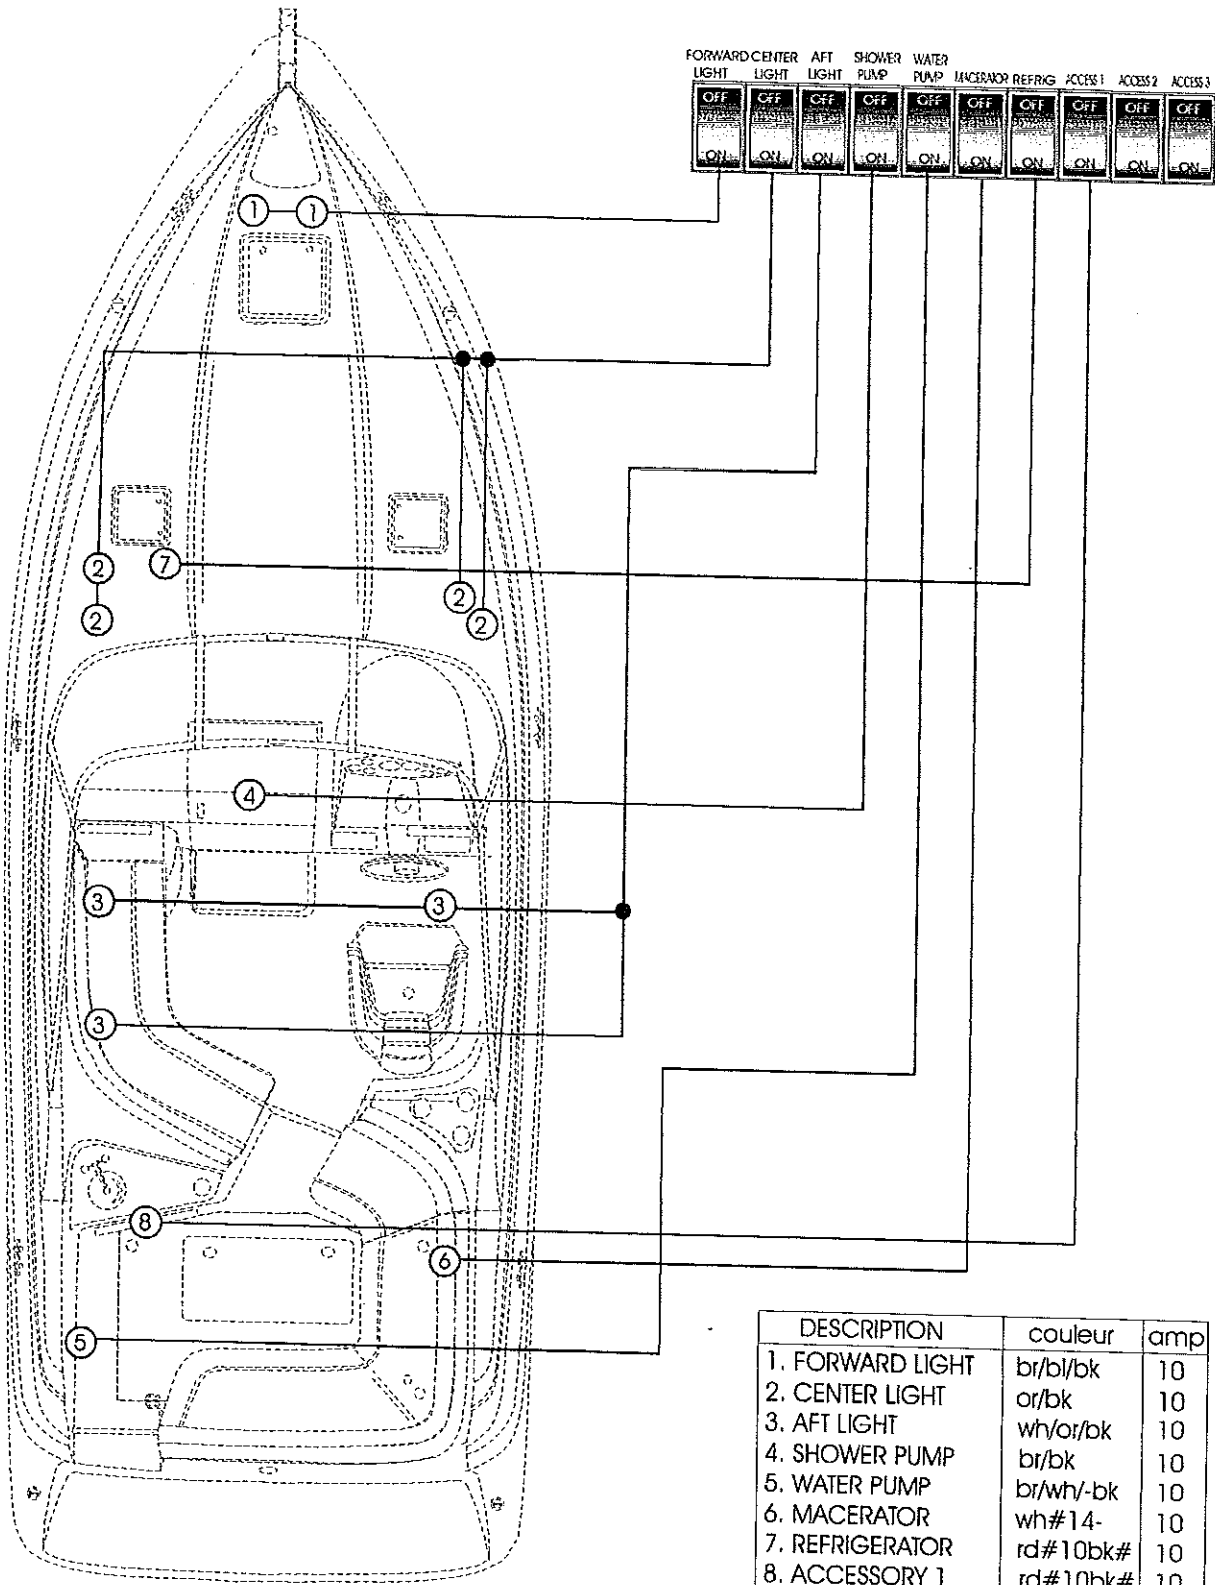 FORWARD CENTER AFT SHOWER WATER
LIGHT LIGHT LIGHT PUMP PUMP MACERATOR REFRIG ACCESS 1 ACCESS 2 ACCESS 3
OFF OFF OFF OFF OFF OFF OFF OFF OFF OFF
ON ON ON ON ON ON ON ON ON ON
1 1
2 7
2 2 2
4
3 3
3
8
6
5
DESCRIPTION couleur amp
1. FORWARD LIGHT br/bl/bk 10
2. CENTER LIGHT or/bk 10
3. AFT LIGHT wh/or/bk 10
4. SHOWER PUMP br/bk 10
5. WATER PUMP br/wh/-bk 10
6. MACERATOR wh#14- 10
7. REFRIGERATOR rd#10bk# 10
8. ACCESSORY 1 rd#10bk# 10